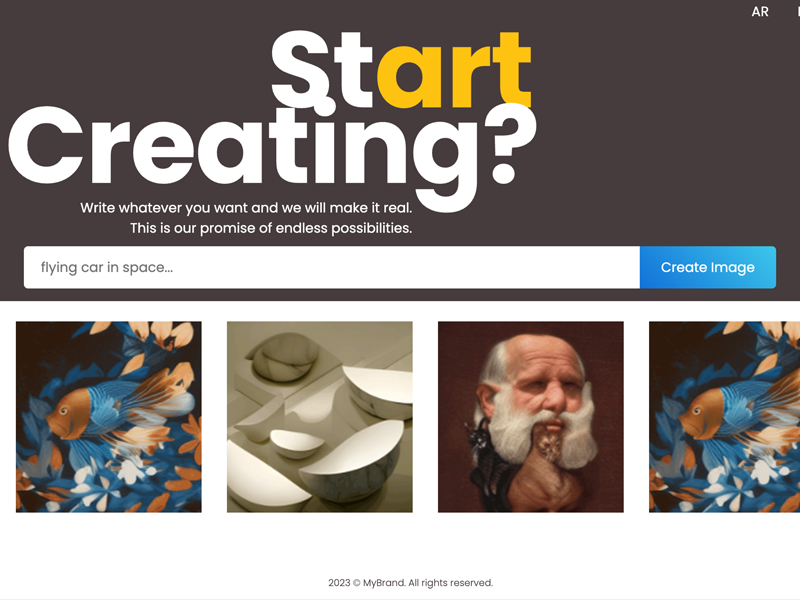 AR
Start
Creating?
Write whatever you want and we will make it real.
This is our promise of endless possibilities.
flying car in space...
Create Image
2023 © MyBrand. All rights reserved.